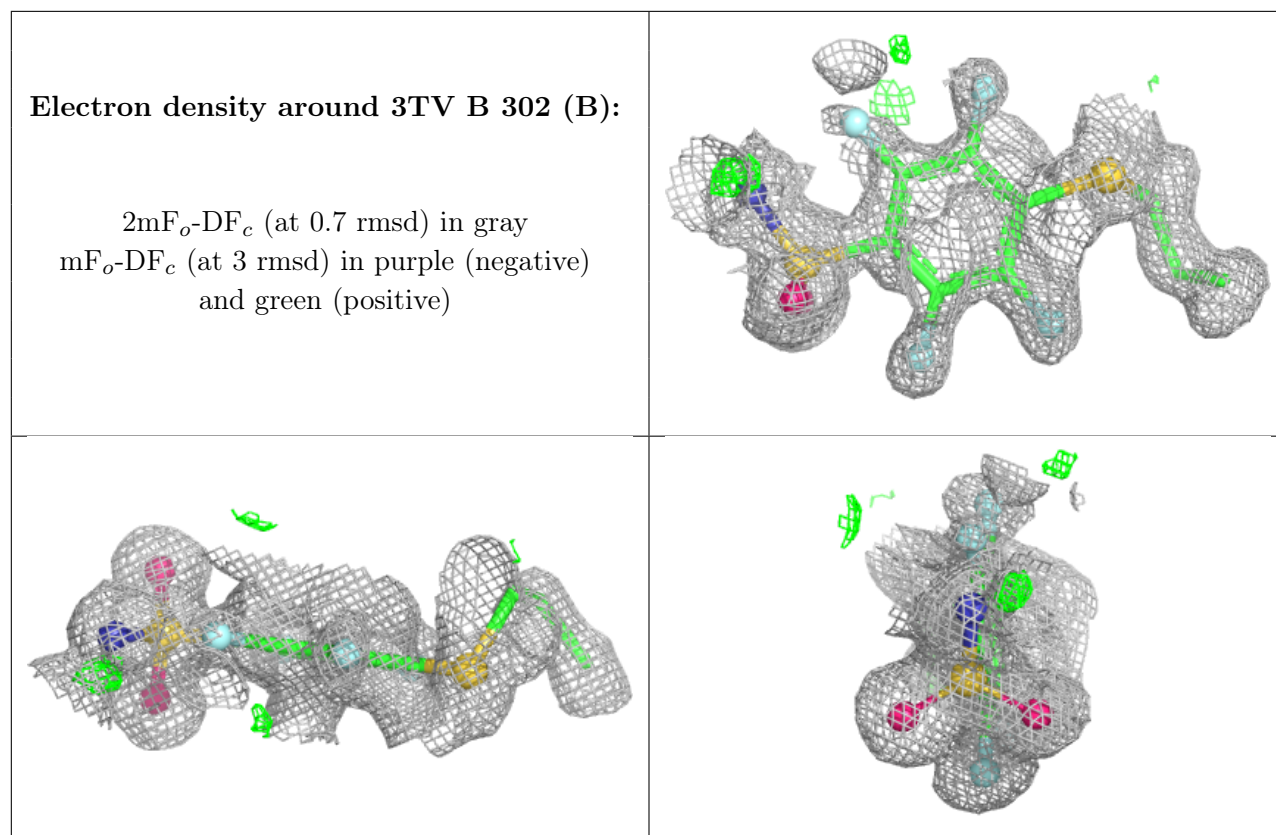 Electron density around 3TV B 302 (B):
2mFₒ-DF𝒸 (at 0.7 rmsd) in gray
mFₒ-DF𝒸 (at 3 rmsd) in purple (negative)
and green (positive)